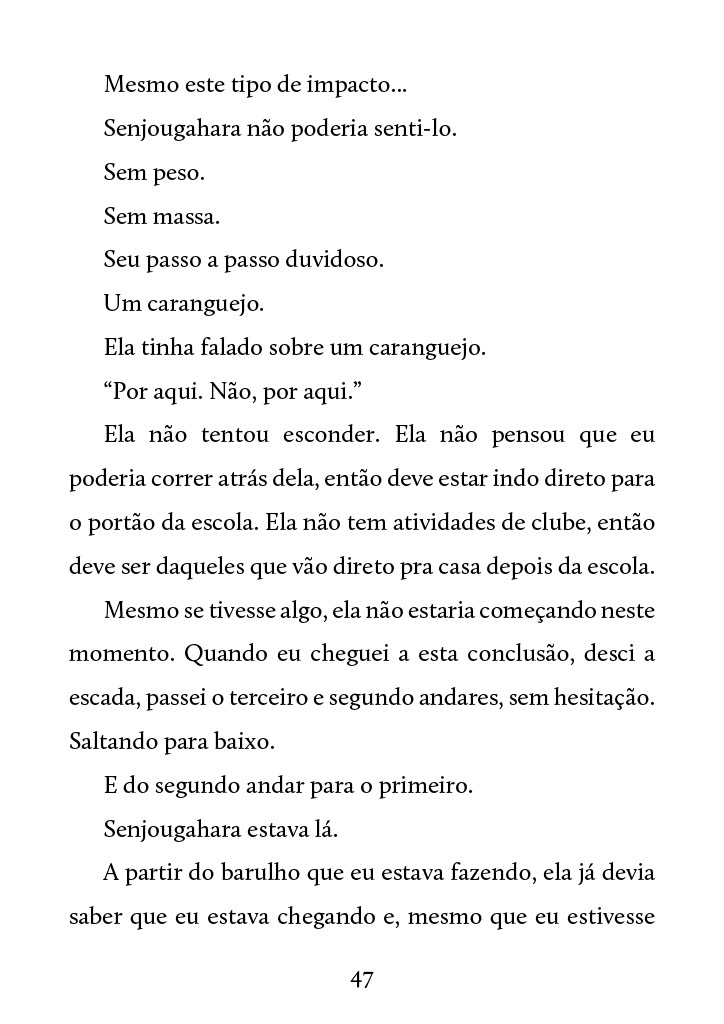 Mesmo este tipo de impacto...
Senjougahara não poderia senti-lo.
Sem peso.
Sem massa.
Seu passo a passo duvidoso.
Um caranguejo.
Ela tinha falado sobre um caranguejo.
“Por aqui. Não, por aqui.”
Ela não tentou esconder. Ela não pensou que eu
poderia correr atrás dela, então deve estar indo direto para
o portão da escola. Ela não tem atividades de clube, então
deve ser daqueles que vão direto pra casa depois da escola.
Mesmo se tivesse algo, ela não estaria começando neste
momento. Quando eu cheguei a esta conclusão, desci a
escada, passei o terceiro e segundo andares, sem hesitação.
Saltando para baixo.
E do segundo andar para o primeiro.
Senjougahara estava lá.
A partir do barulho que eu estava fazendo, ela já devia
saber que eu estava chegando e, mesmo que eu estivesse
47